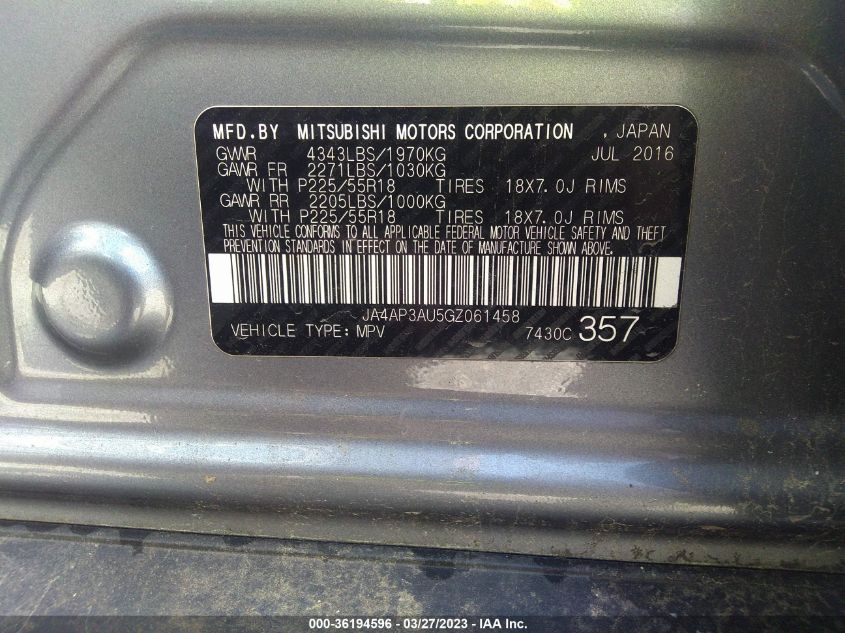 MFD.BY MITSUBISHI MOTORS CORPORATION , JAPAN
GVWR 4343LBS/1970KG JUL 2016
GAWR FR 2271LBS/1030KG
WITH P225/55R18 TIRES 18X7.0J RIMS
GAWR RR 2205LBS/1000KG
WITH P225/55R18 TIRES 18X7.0J RIMS
THIS VEHICLE CONFORMS TO ALL APPLICABLE FEDERAL MOTOR VEHICLE SAFETY AND THEFT
PREVENTION STANDARDS IN EFFECT ON THE DATE OF MANUFACTURE SHOWN ABOVE.
JA4AP3AU5GZ061458
VEHICLE TYPE: MPV 7430C 357
000-36194596 - 03/27/2023 - IAA Inc.